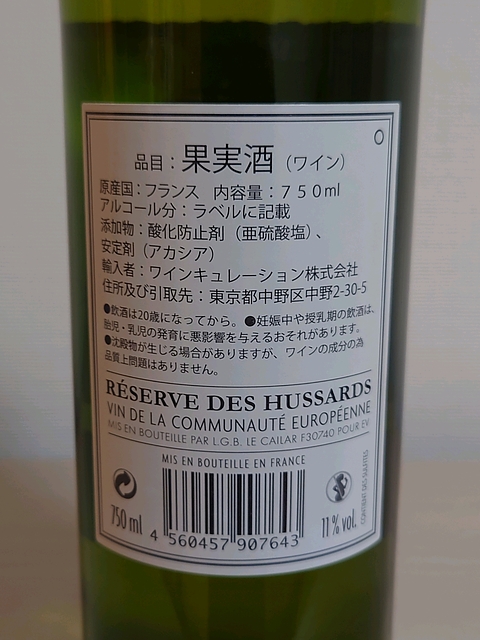 品目：果実酒（ワイン）
原産国：フランス 内容量：７５０ml
アルコール分：ラベルに記載
添加物：酸化防止剤（亜硫酸塩）、
安定剤（アカシア）
輸入者：ワインキュレーション株式会社
住所及び引取先：東京都中野区中野2-30-5
●飲酒は20歳になってから。●妊娠中や授乳期の飲酒は、
胎児・乳児の発育に悪影響を与えるおそれがあります。
●沈殿物が生じる場合がありますが、ワインの成分の為
品質上問題はありません。
RÉSERVE DES HUSSARDS
VIN DE LA COMMUNAUTÉ EUROPÉENNE
MIS EN BOUTEILLE PAR L.G.B. LE CAILAR F30740 POUR EVI
MIS EN BOUTEILLE EN FRANCE
750 ml
4 560457 907643
11% vol.
CONTIENT DES SULFITES